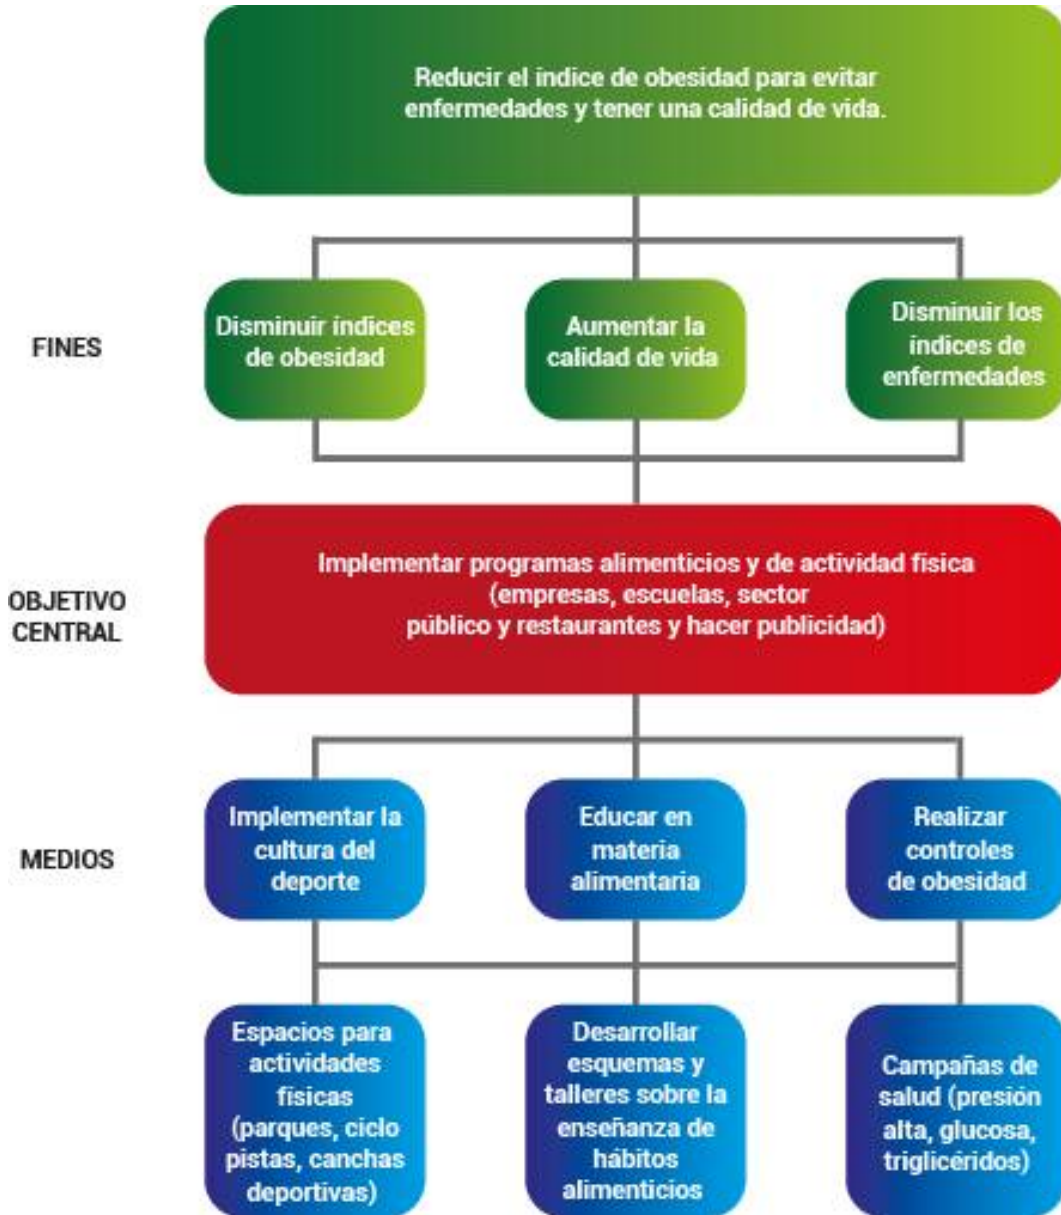 Reducir el índice de obesidad para evitar
enfermedades y tener una calidad de vida.
FINES
Disminuir índices
de obesidad
Aumentar la
calidad de vida
Disminuir los
índices de
enfermedades
OBJETIVO
CENTRAL
Implementar programas alimenticios y de actividad física
(empresas, escuelas, sector
público y restaurantes y hacer publicidad)
MEDIOS
Implementar la
cultura del
deporte
Educar en
materia
alimentaria
Realizar
controles
de obesidad
Espacios para
actividades
físicas
(parques, ciclo
pistas, canchas
deportivas)
Desarrollar
esquemas y
talleres sobre la
enseñanza de
hábitos
alimenticios
Campañas de
salud (presión
alta, glucosa,
triglicéridos)